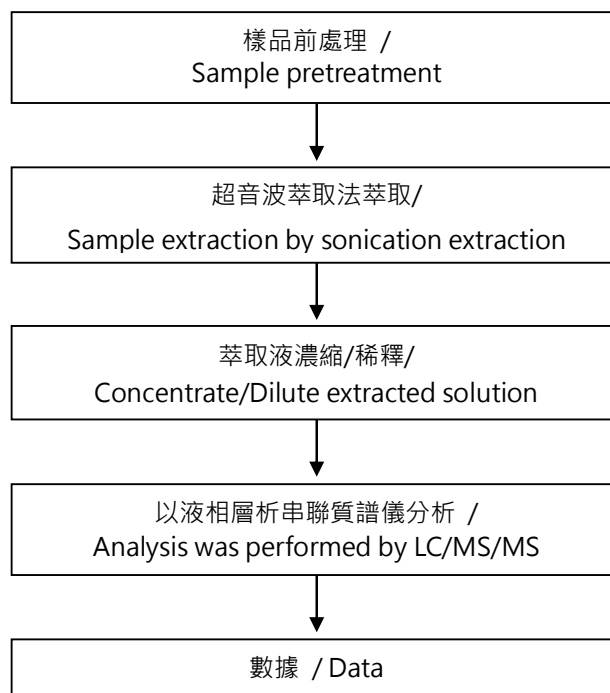 樣品前處理 /
Sample pretreatment
超音波萃取法萃取/
Sample extraction by sonication extraction
萃取液濃縮/稀釋/
Concentrate/Dilute extracted solution
以液相層析串聯質譜儀分析 /
Analysis was performed by LC/MS/MS
數據 / Data